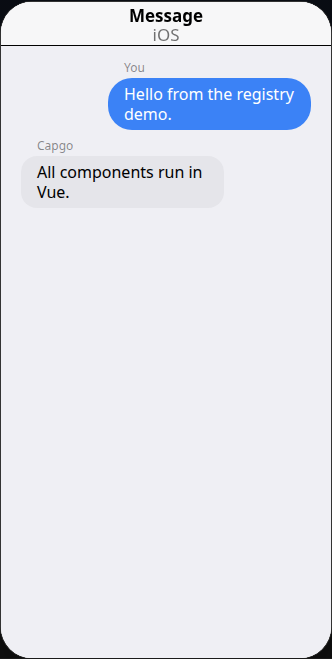 Message
iOS
You
Hello from the registry
demo.
Capgo
All components run in
Vue.